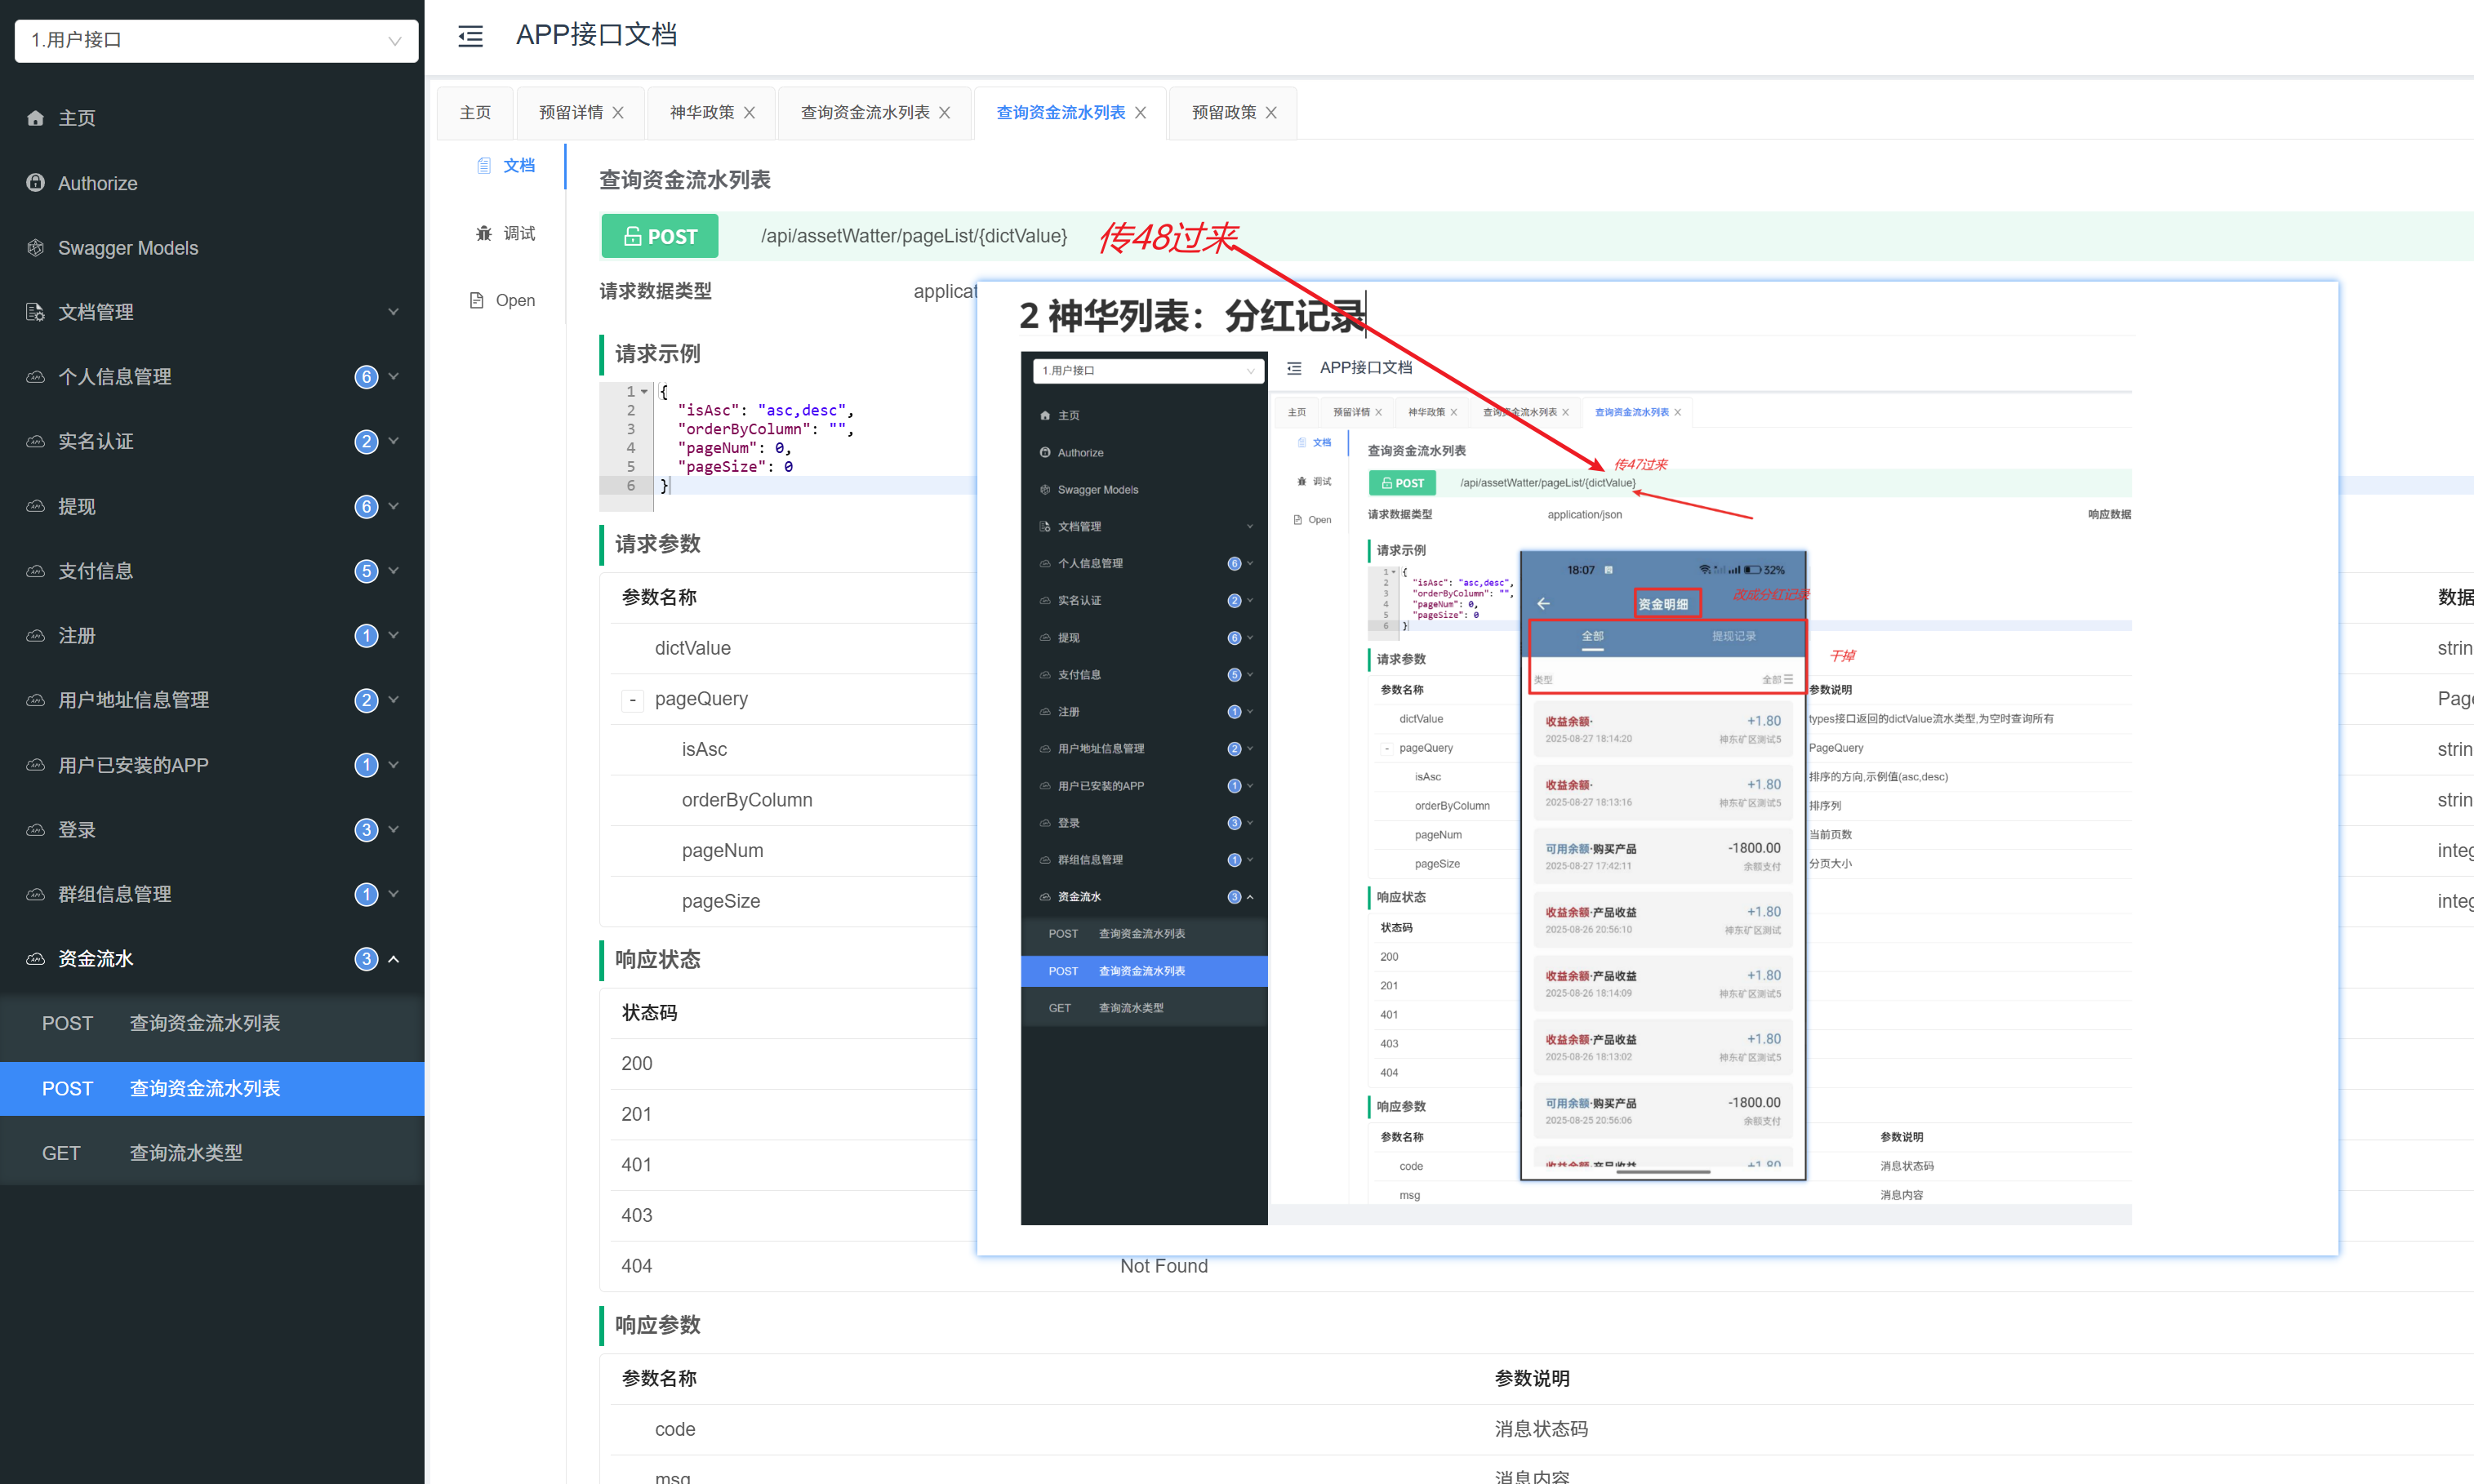 1.用户接口
主页
Authorize
Swagger Models
文档管理
个人信息管理 6
实名认证 2
提现 6
支付信息 5
注册 1
用户地址信息管理 2
用户已安装的APP 1
登录 3
群组信息管理 1
资金流水 3
POST 查询资金流水列表
POST 查询资金流水列表
GET 查询流水类型
APP接口文档
主页 预留详情 神华政策 查询资金流水列表 查询资金流水列表 预留政策
文档
调试
Open
查询资金流水列表
POST /api/assetWatter/pageList/{dictValue} 传48过来
请求数据类型
请求示例
1 {
2 "isAsc": "asc,desc",
3 "orderByColumn": "",
4 "pageNum": 0,
5 "pageSize": 0
6 }
请求参数
参数名称
dictValue
- pageQuery
isAsc
orderByColumn
pageNum
pageSize
响应状态
状态码
200
201
401
403
404 Not Found
响应参数
参数名称 参数说明
code 消息状态码
msg 消息内容
2 神华列表：分红记录
1.用户接口
主页
Authorize
Swagger Models
文档管理
个人信息管理 6
实名认证 2
提现 6
支付信息 5
注册 1
用户地址信息管理 2
用户已安装的APP 1
登录 3
群组信息管理 1
资金流水 3
POST 查询资金流水列表
POST 查询资金流水列表
GET 查询流水类型
APP接口文档
主页 预留详情 神华政策 查询资金流水列表 查询资金流水列表
文档
调试
Open
查询资金流水列表
传47过来
POST /api/assetWatter/pageList/{dictValue}
请求数据类型 application/json 响应数据
请求示例
1 {
2 "isAsc": "asc,desc",
3 "orderByColumn": "",
4 "pageNum": 0,
5 "pageSize": 0
6 }
请求参数
参数名称 参数说明
dictValue types接口返回的dictValue流水类型,为空时查询所有
- pageQuery PageQuery
isAsc 排序的方向,示例值(asc,desc)
orderByColumn 排序列
pageNum 当前页数
pageSize 分页大小
响应状态
状态码
200
201
401
403
404
响应参数
参数名称 参数说明
code 消息状态码
msg 消息内容
18:07 32%
资金明细 改成分红记录
全部 提现记录
干掉
类型 全部
收益余额· +1.80
2025-08-27 18:14:20 神东矿区测试5
收益余额· +1.80
2025-08-27 18:13:16 神东矿区测试5
可用余额·购买产品 -1800.00
2025-08-27 17:42:11 余额支付
收益余额·产品收益 +1.80
2025-08-26 20:56:10 神东矿区测试
收益余额·产品收益 +1.80
2025-08-26 18:14:09 神东矿区测试5
收益余额·产品收益 +1.80
2025-08-26 18:13:02 神东矿区测试5
可用余额·购买产品 -1800.00
2025-08-25 20:56:06 余额支付
收益余额·产品收益 +1.80